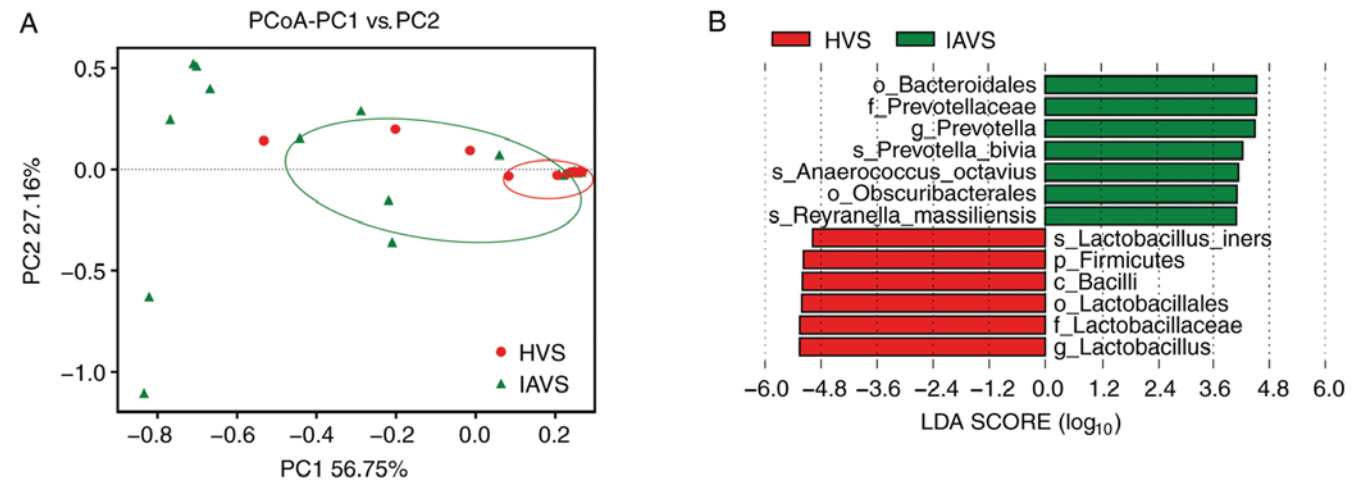 A
PCoA-PC1 vs. PC2
0.5
0.0
−0.5
−1.0
PC2 27.16%
HVS
IAVS
−0.8 −0.6 −0.4 −0.2 0.0 0.2
PC1 56.75%
B
HVS IAVS
o_Bacteroidales
f_Prevotellaceae
g_Prevotella
s_Prevotella_bivia
s_Anaerococcus_octavius
o_Obscuribacterales
s_Reyranella_massiliensis
s_Lactobacillus_iners
p_Firmicutes
c_Bacilli
o_Lactobacillales
f_Lactobacillaceae
g_Lactobacillus
−6.0 −4.8 −3.6 −2.4 −1.2 0.0 1.2 2.4 3.6 4.8 6.0
LDA SCORE (log10)